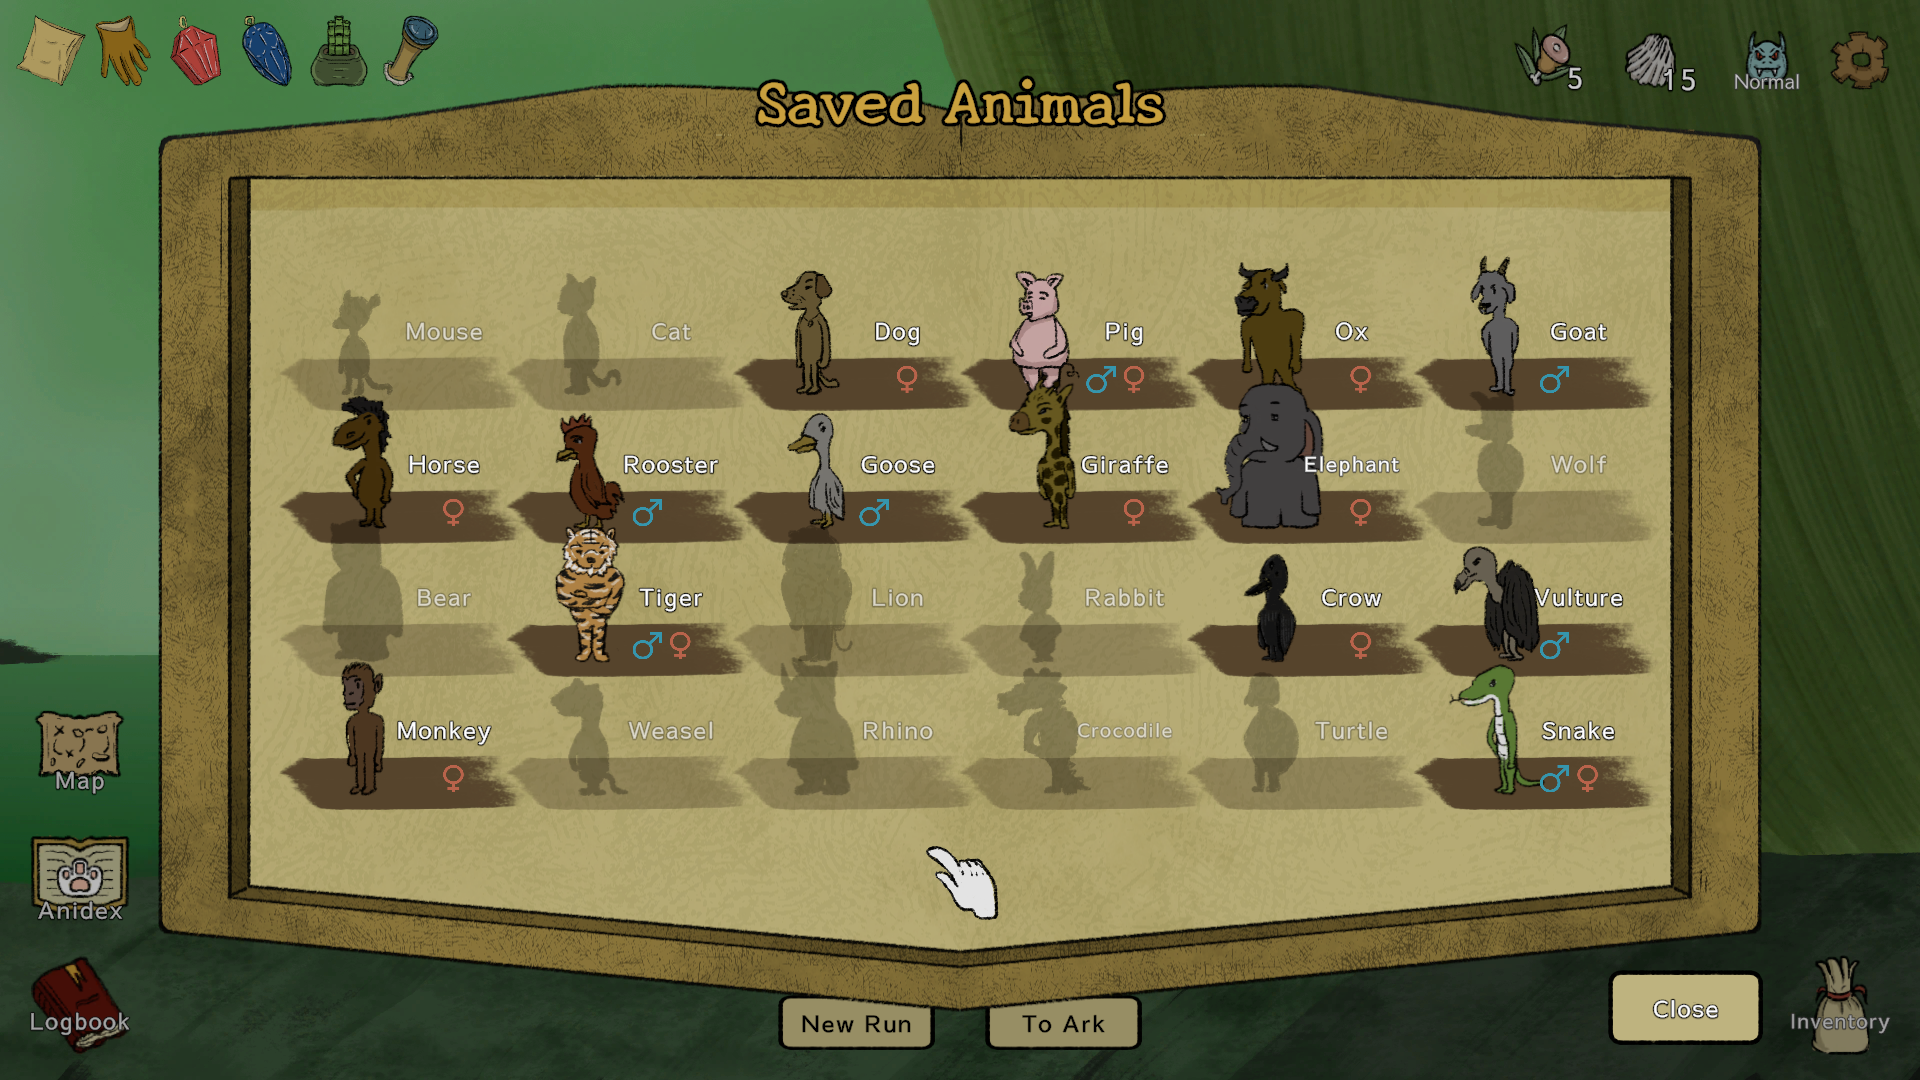 5
15
Normal
Saved Animals
Mouse
Cat
Dog
Pig
Ox
Goat
Horse
Rooster
Goose
Giraffe
Elephant
Wolf
Bear
Tiger
Lion
Rabbit
Crow
Vulture
Monkey
Weasel
Rhino
Crocodile
Turtle
Snake
Map
Anidex
Logbook
New Run
To Ark
Close
Inventory